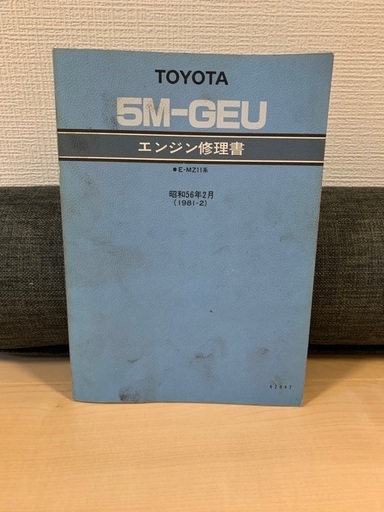 TOYOTA
5M-GEU
エンジン修理書
●E-MZ11系
昭和56年2月
(1981-2)